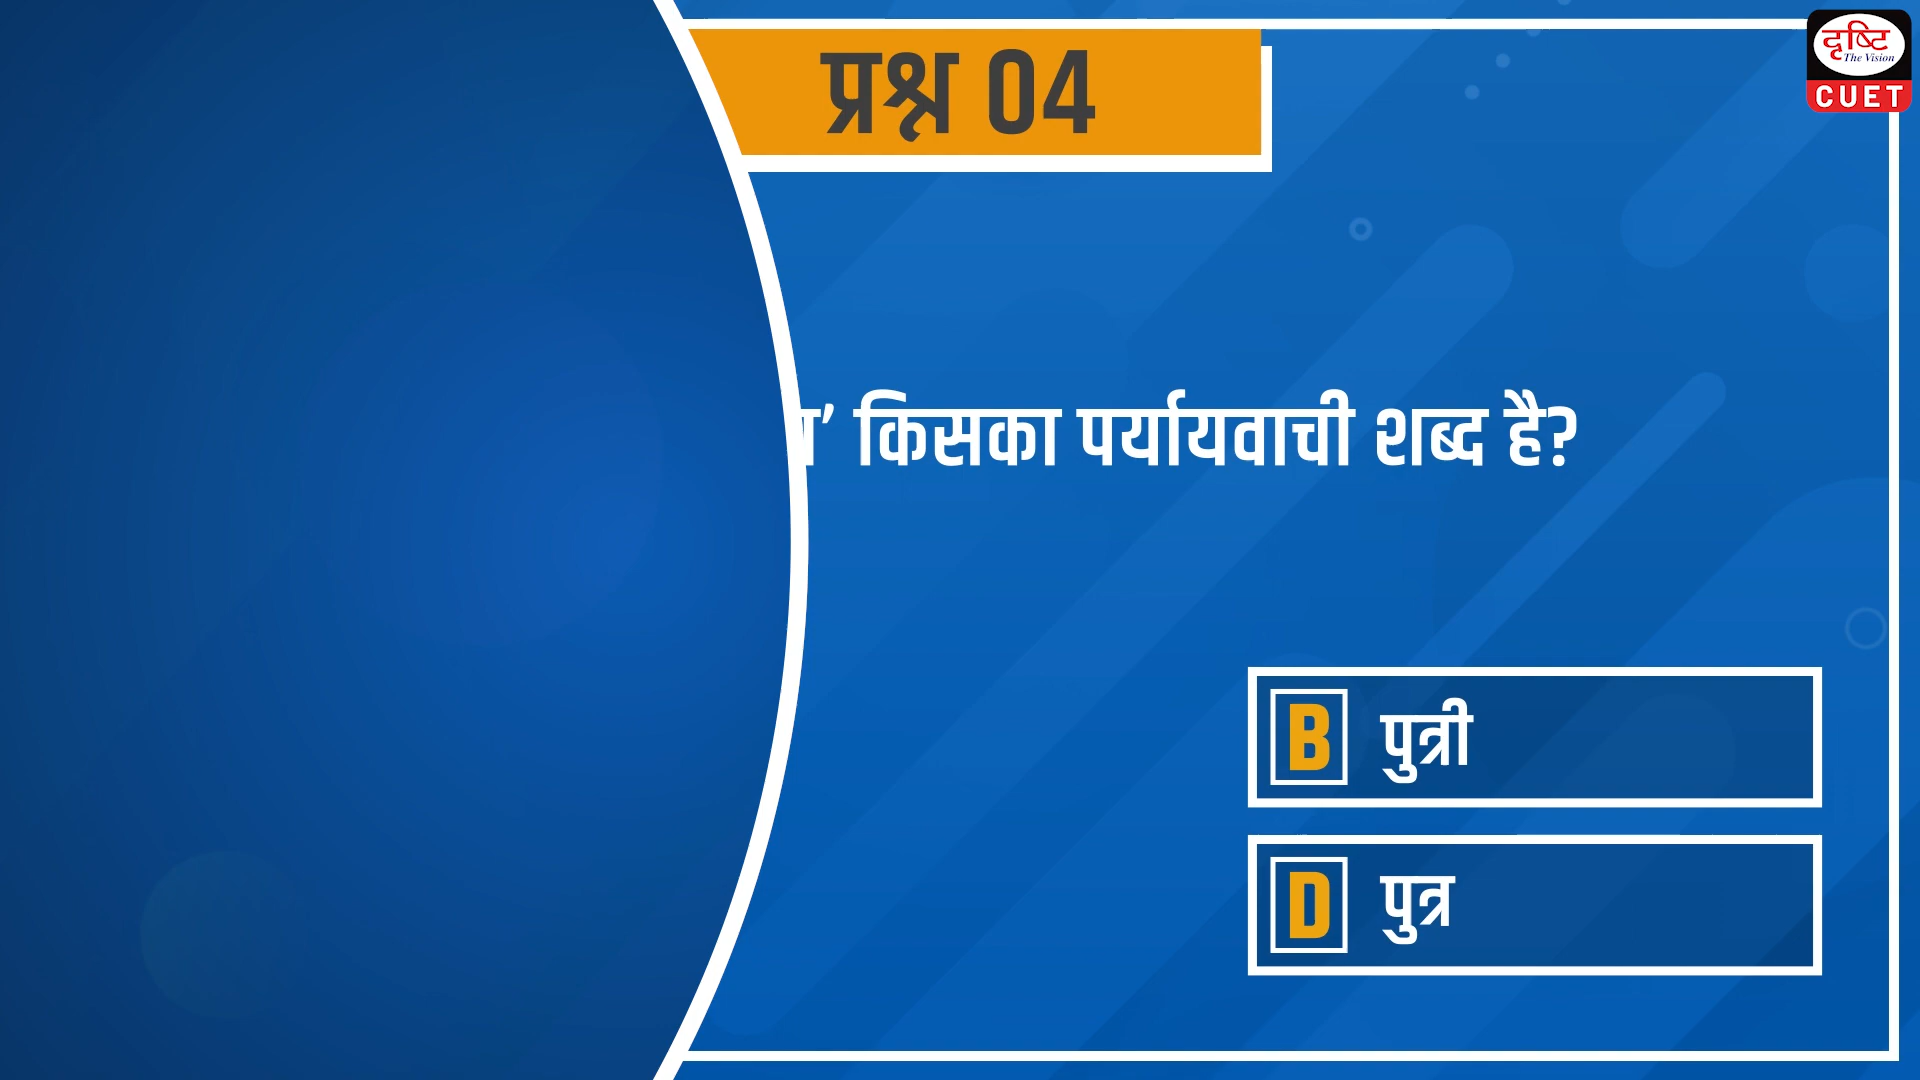 प्रश्न 04
दृष्टि
The Vision
CUET
किसका पर्यायवाची शब्द है?
B पुत्री
D पुत्र